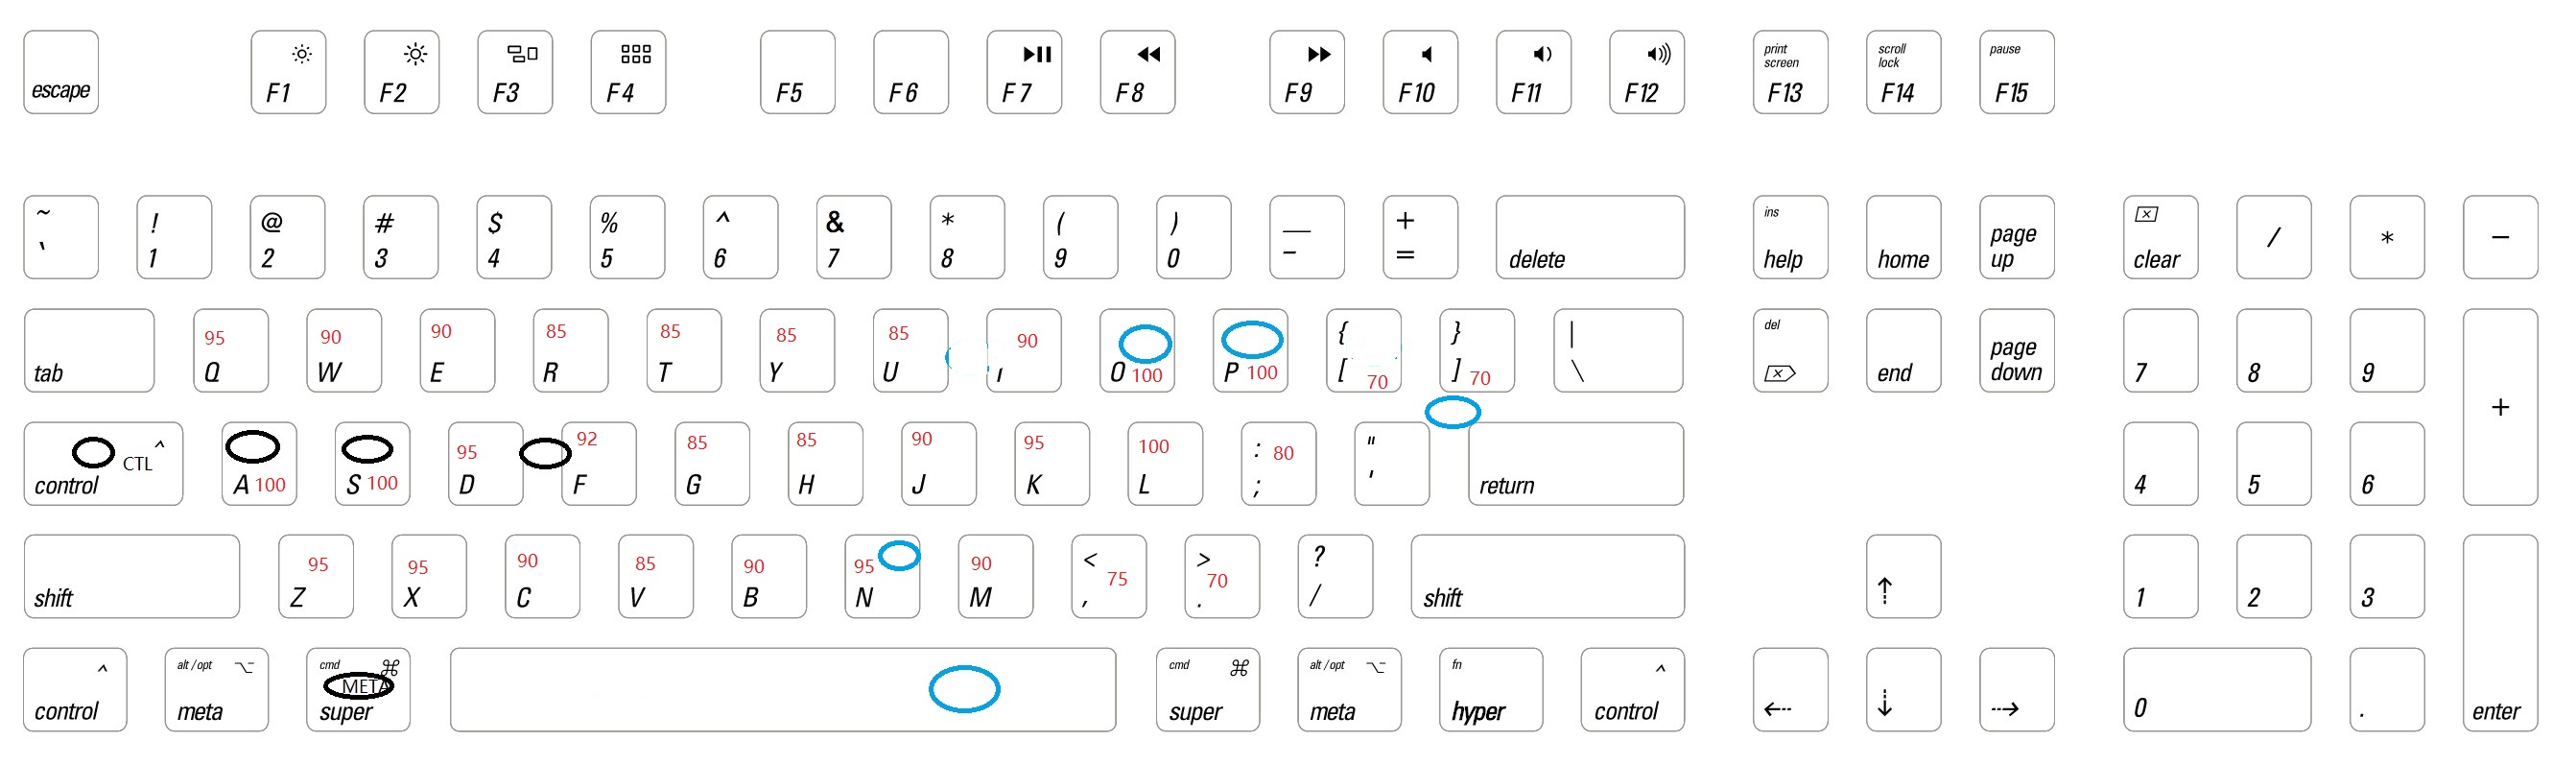 escape F1 F2 F3 F4 F5 F6 F7 F8 F9 F10 F11 F12 print screen F13 scroll lock F14 pause F15
~ ` ! 1 @ 2 # 3 $ 4 % 5 ^ 6 & 7 * 8 ( 9 ) 0 _ - + = delete ins help home page up clear / * -
tab 95 Q 90 W 90 E 85 R 85 T 85 Y 85 U 90 O 100 P 100 { [ 70 } ] 70 | \ del end page down 7 8 9 +
control CTL ^ A 100 S 100 95 D 92 F 85 G 85 H 90 J 95 K 100 L : ; 80 " ' return 4 5 6
shift 95 Z 95 X 90 C 85 V 90 B 95 N 90 M < , 75 > . 70 ? / shift ↑ 1 2 3
control ^ alt / opt ⌥ meta cmd ⌘ META super cmd ⌘ super alt / opt ⌥ meta fn hyper control ^ ← ↓ → 0 . enter